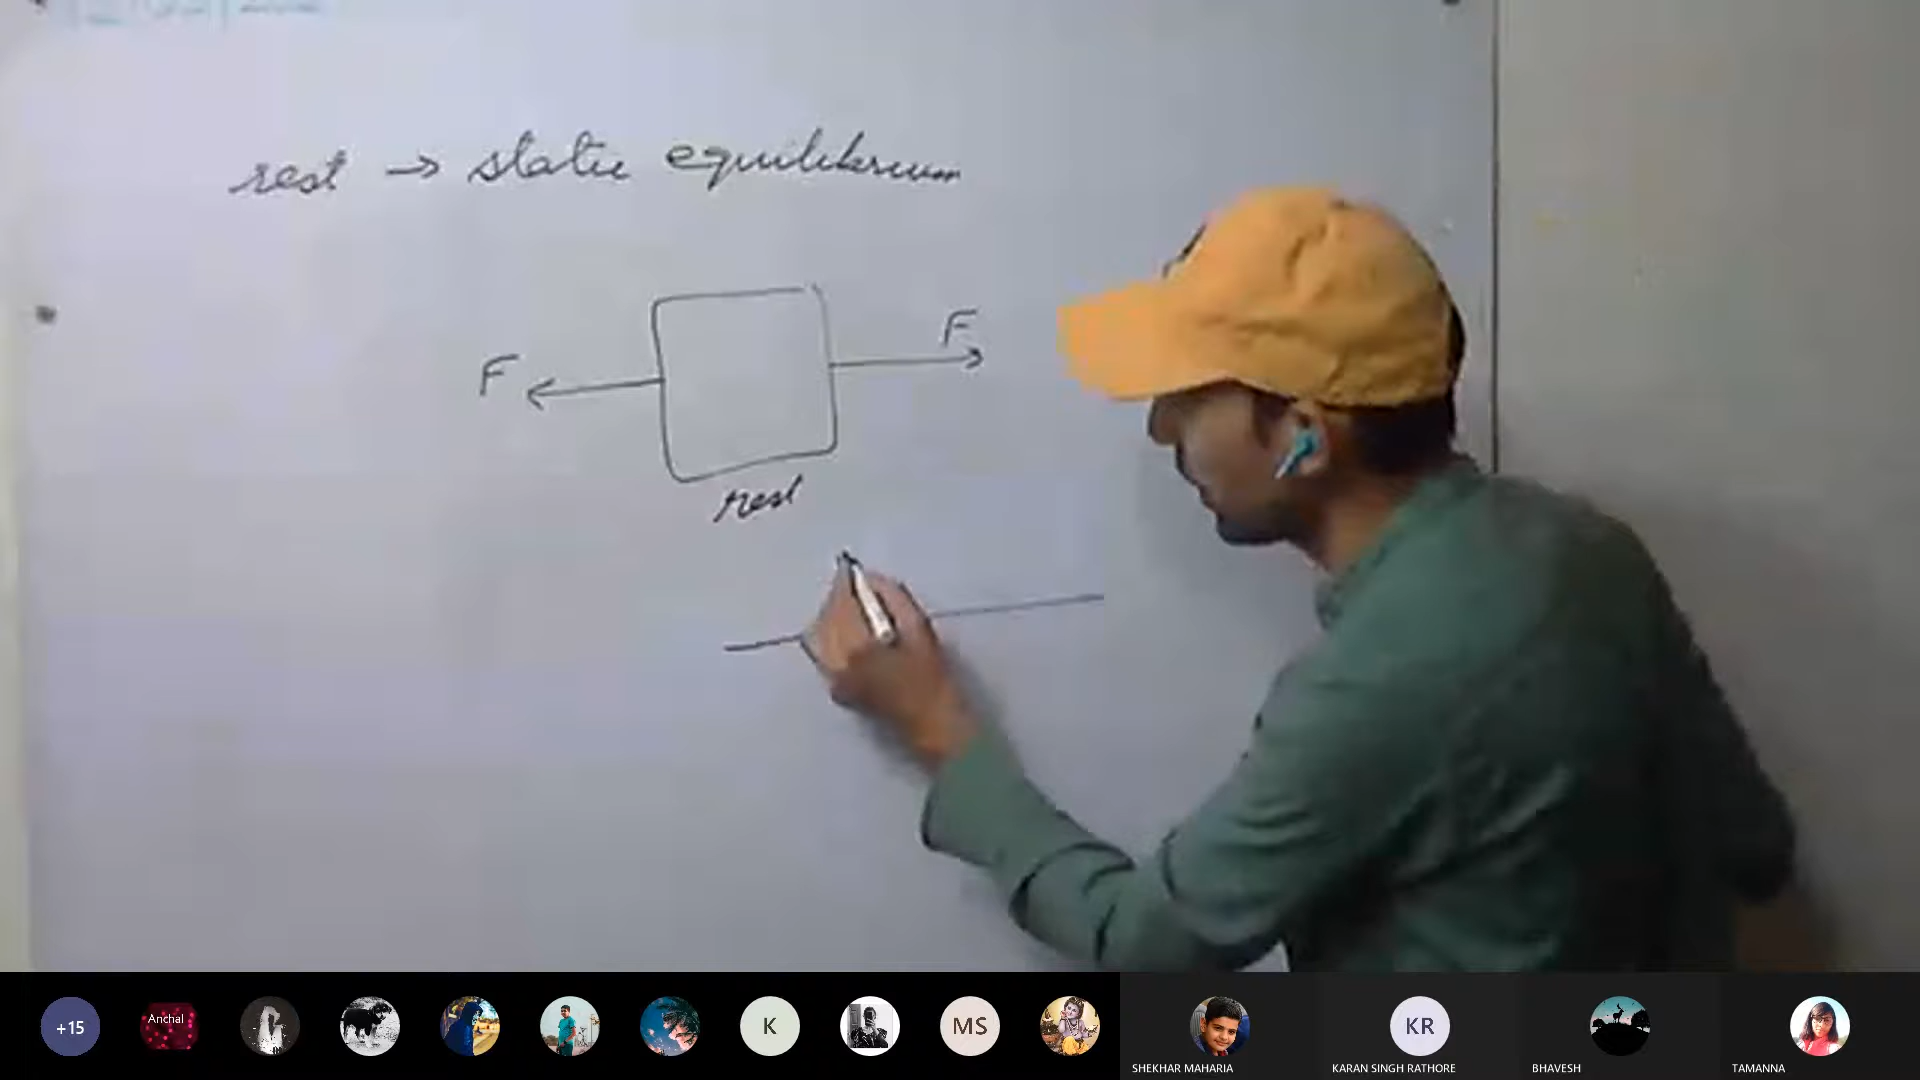 rest → static equilibrium
F
F
rest
+15
Anchal
K
MS
KR
SHEKHAR MAHARIA
KARAN SINGH RATHORE
BHAVESH
TAMANNA